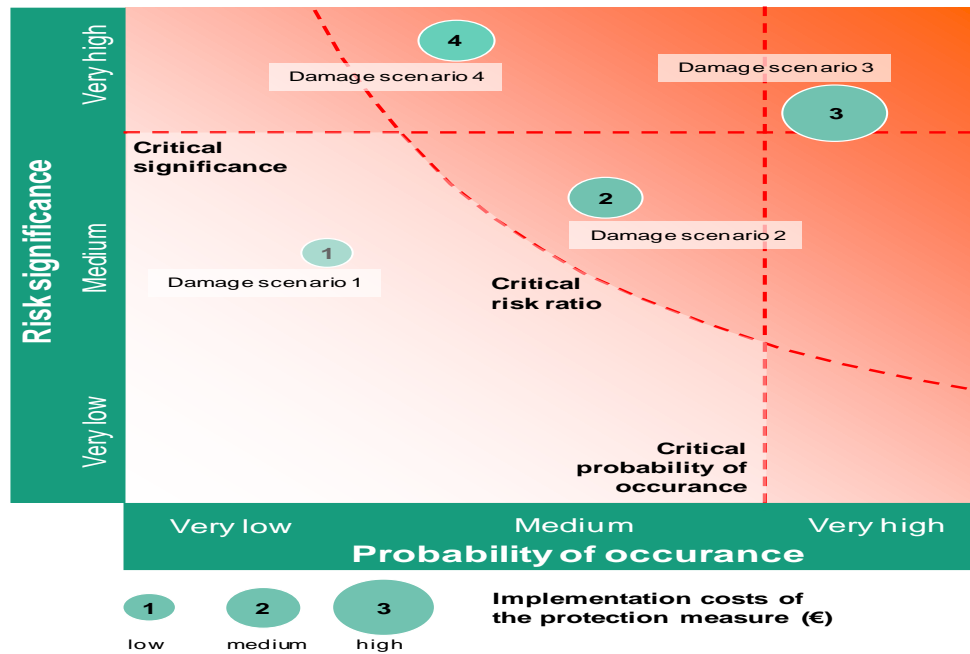 Risk significance
Very high
Medium
Very low
4
Damage scenario 4
Damage scenario 3
3
Critical
significance
2
Damage scenario 2
1
Damage scenario 1
Critical
risk ratio
Critical
probability of
occurance
Very low
Medium
Very high
Probability of occurance
1
2
3
low
medium
high
Implementation costs of
the protection measure (€)